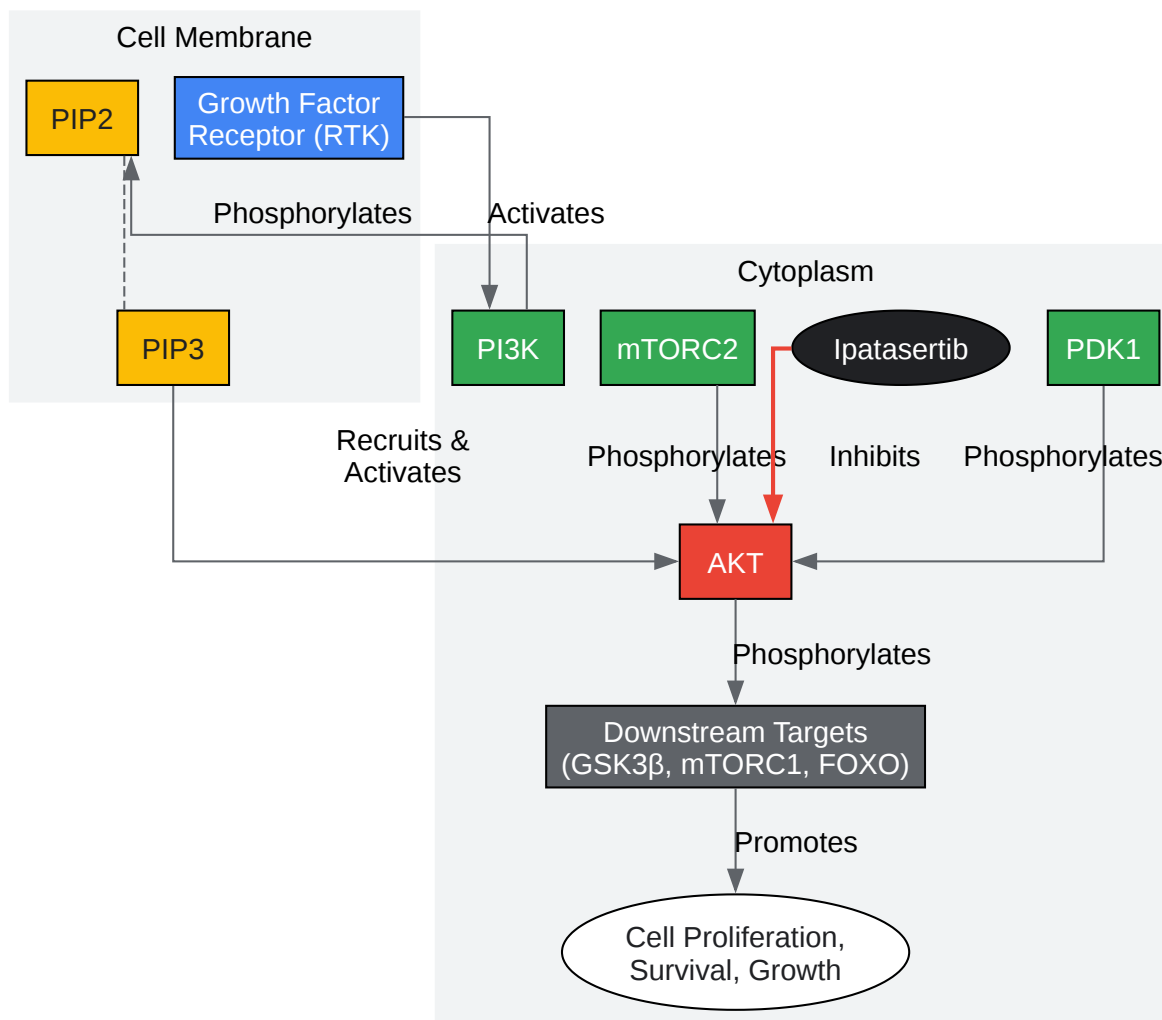 Cell Membrane
PIP2
Growth Factor
Receptor (RTK)
Phosphorylates
Activates
Cytoplasm
PIP3
PI3K
mTORC2
Ipatasertib
PDK1
Recruits &
Activates
Phosphorylates
Inhibits
Phosphorylates
AKT
Phosphorylates
Downstream Targets
(GSK3β, mTORC1, FOXO)
Promotes
Cell Proliferation,
Survival, Growth